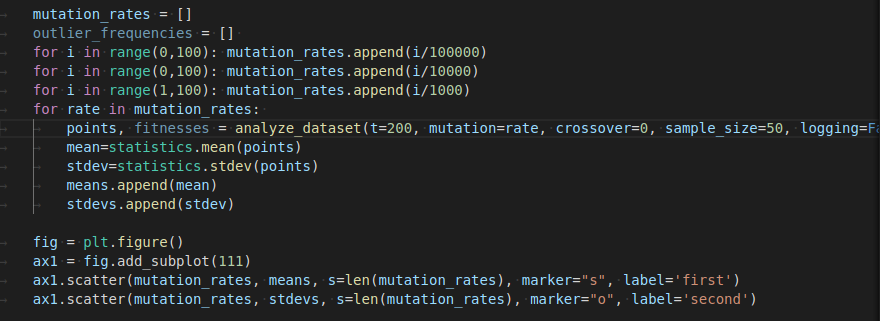 mutation_rates = []
outlier_frequencies = []
for i in range(0,100): mutation_rates.append(i/100000)
for i in range(0,100): mutation_rates.append(i/10000)
for i in range(1,100): mutation_rates.append(i/1000)
for rate in mutation_rates:
points, fitnesses = analyze_dataset(t=200, mutation=rate, crossover=0, sample_size=50, logging=Fa
mean=statistics.mean(points)
stdev=statistics.stdev(points)
means.append(mean)
stdevs.append(stdev)
fig = plt.figure()
ax1 = fig.add_subplot(111)
ax1.scatter(mutation_rates, means, s=len(mutation_rates), marker="s", label='first')
ax1.scatter(mutation_rates, stdevs, s=len(mutation_rates), marker="o", label='second')